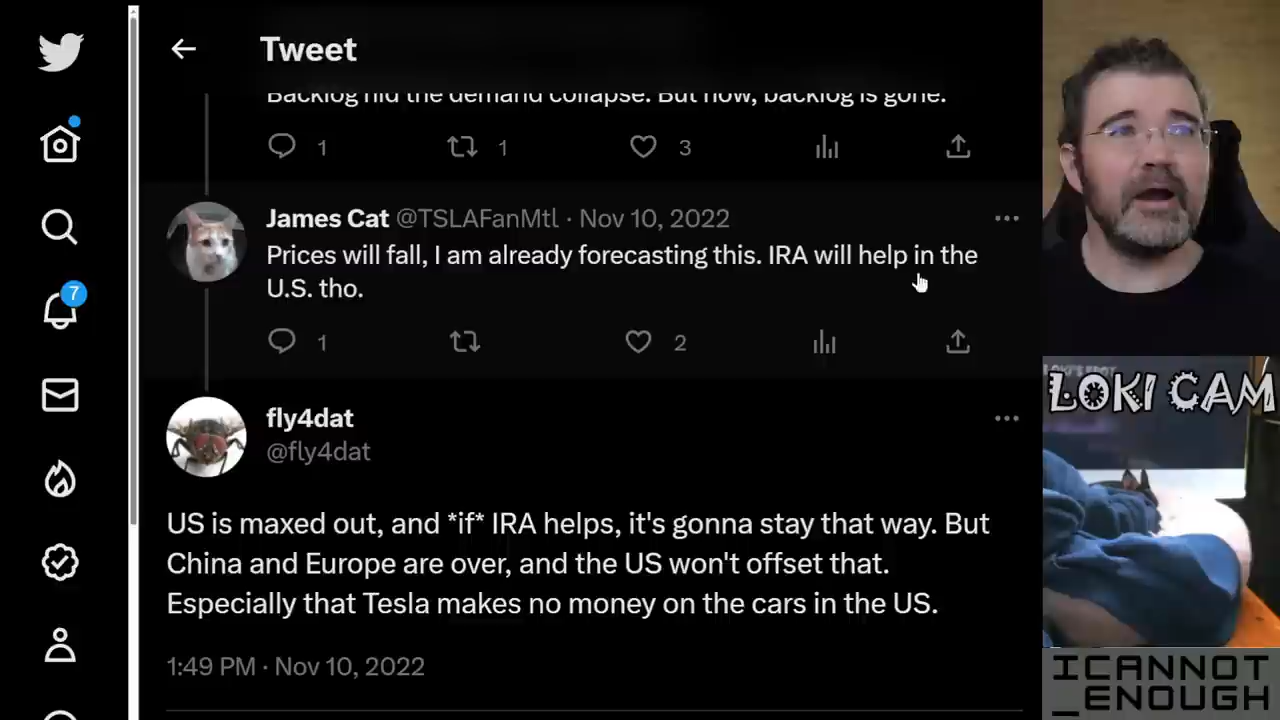 Tweet
Backlog hid the demand collapse. But now, backlog is gone.
1 1 3
James Cat @TSLAFanMtl · Nov 10, 2022
Prices will fall, I am already forecasting this. IRA will help in the
U.S. tho.
1 2
7
fly4dat
@fly4dat
US is maxed out, and *if* IRA helps, it's gonna stay that way. But
China and Europe are over, and the US won't offset that.
Especially that Tesla makes no money on the cars in the US.
1:49 PM · Nov 10, 2022
LOKI CAM
ICANNOT
_ENOUGH